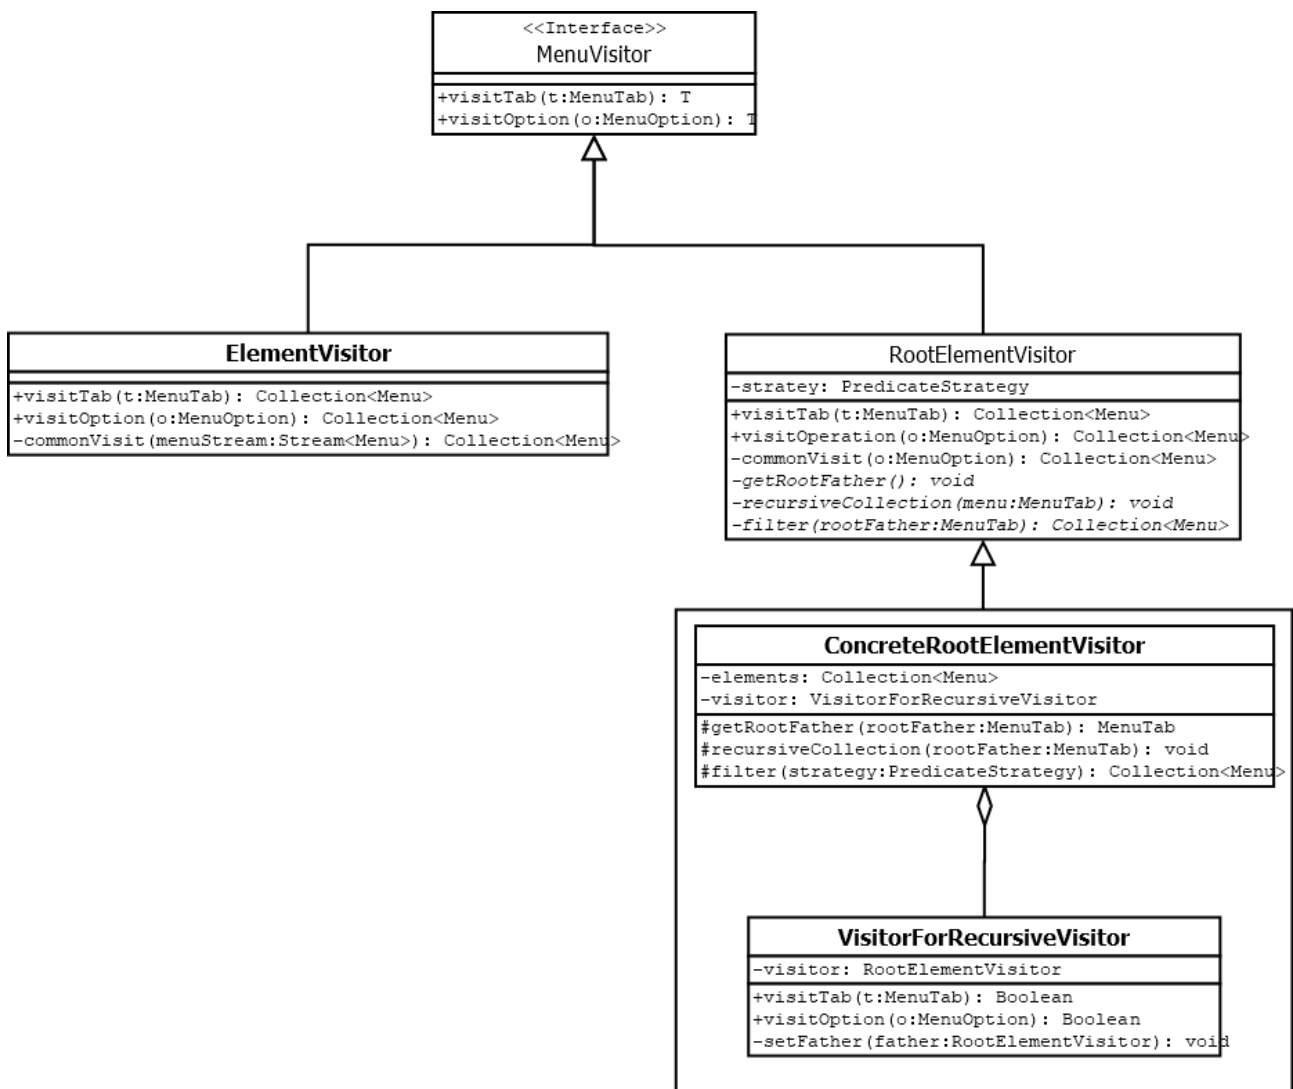 <<Interface>>
MenuVisitor
+visitTab(t:MenuTab): T
+visitOption(o:MenuOption): T
ElementVisitor
+visitTab(t:MenuTab): Collection<Menu>
+visitOption(o:MenuOption): Collection<Menu>
-commonVisit(menuStream:Stream<Menu>): Collection<Menu>
RootElementVisitor
-stratey: PredicateStrategy
+visitTab(t:MenuTab): Collection<Menu>
+visitOperation(o:MenuOption): Collection<Menu>
-commonVisit(o:MenuOption): Collection<Menu>
-getRootFather(): void
-recursiveCollection(menu:MenuTab): void
-filter(rootFather:MenuTab): Collection<Menu>
ConcreteRootElementVisitor
-elements: Collection<Menu>
-visitor: VisitorForRecursiveVisitor
#getRootFather(rootFather:MenuTab): MenuTab
#recursiveCollection(rootFather:MenuTab): void
#filter(strategy:PredicateStrategy): Collection<Menu>
VisitorForRecursiveVisitor
-visitor: RootElementVisitor
+visitTab(t:MenuTab): Boolean
+visitOption(o:MenuOption): Boolean
-setFather(father:RootElementVisitor): void